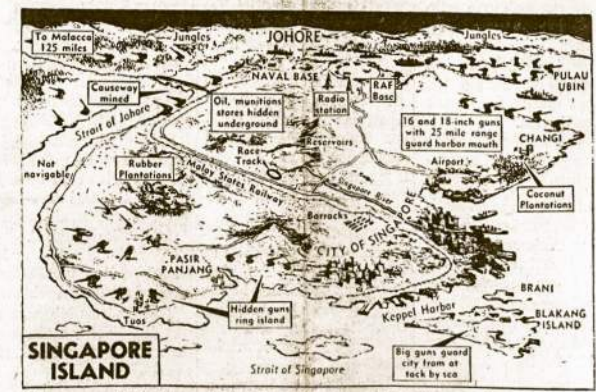 To Malacca
125 miles
Jungles
JOHORE
Jungles
NAVAL BASE
Causeway
mined
Oil, munitions
stores hidden
underground
Radio
station
RAF
Base
PULAU
UBIN
Strait of Johore
16 and 18-inch guns
with 25 mile range
guard harbor mouth
CHANGI
Reservoirs
Race
Tracks
Airport
Not
navigable
Rubber
Plantations
Malay States Railway
Singapore River
Coconut
Plantations
Barracks
CITY OF SINGAPORE
PASIR
PANJANG
BRANI
Hidden guns
ring island
Keppel Harbor
BLAKANG
ISLAND
Tuas
SINGAPORE
ISLAND
Strait of Singapore
Big guns guard
city from at
tack by sea